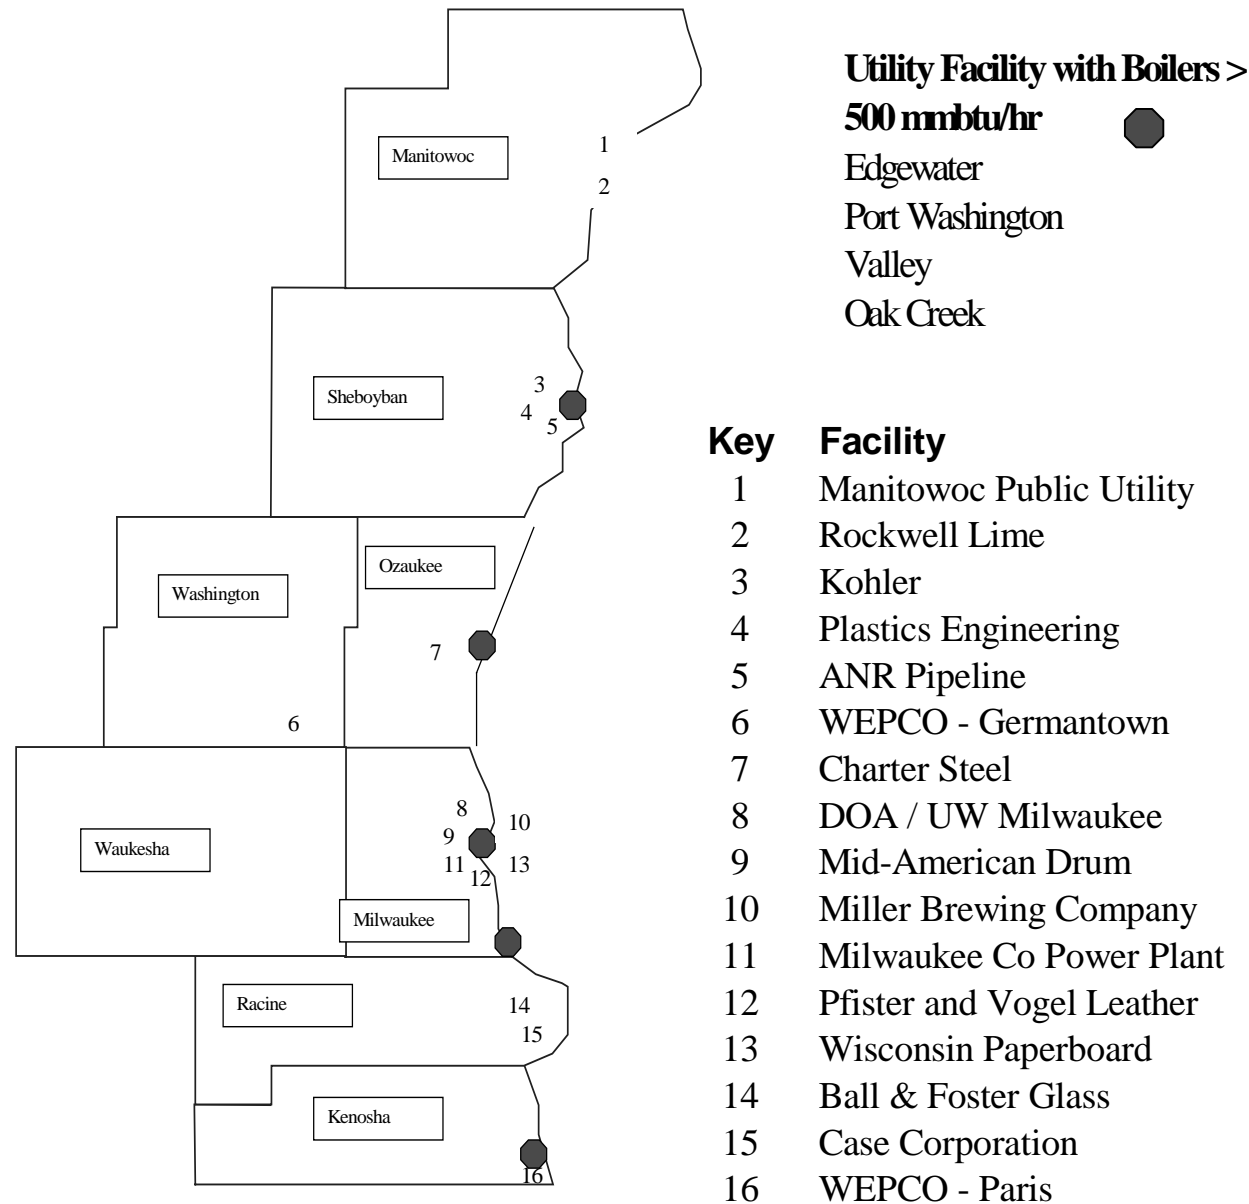 Utility Facility with Boilers >
500 mmbtu/hr
Edgewater
Port Washington
Valley
Oak Creek
Manitowoc
1
2
Sheboyban
3
4
5
Ozaukee
Washington
7
6
8
10
9
Waukesha
11
13
12
Milwaukee
Racine
14
15
Kenosha
16
Key Facility
1 Manitowoc Public Utility
2 Rockwell Lime
3 Kohler
4 Plastics Engineering
5 ANR Pipeline
6 WEPCO - Germantown
7 Charter Steel
8 DOA / UW Milwaukee
9 Mid-American Drum
10 Miller Brewing Company
11 Milwaukee Co Power Plant
12 Pfister and Vogel Leather
13 Wisconsin Paperboard
14 Ball & Foster Glass
15 Case Corporation
16 WEPCO - Paris